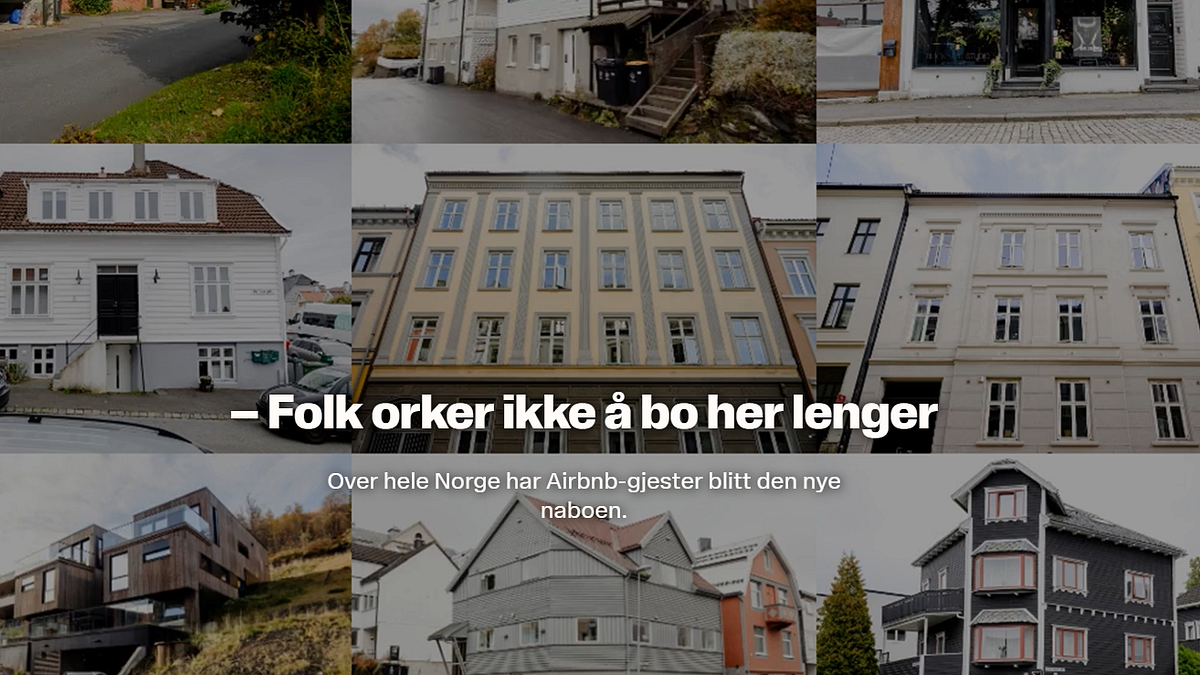 – Folk orker ikke å bo her lenger
Over hele Norge har Airbnb-gjester blitt den nye
naboen.